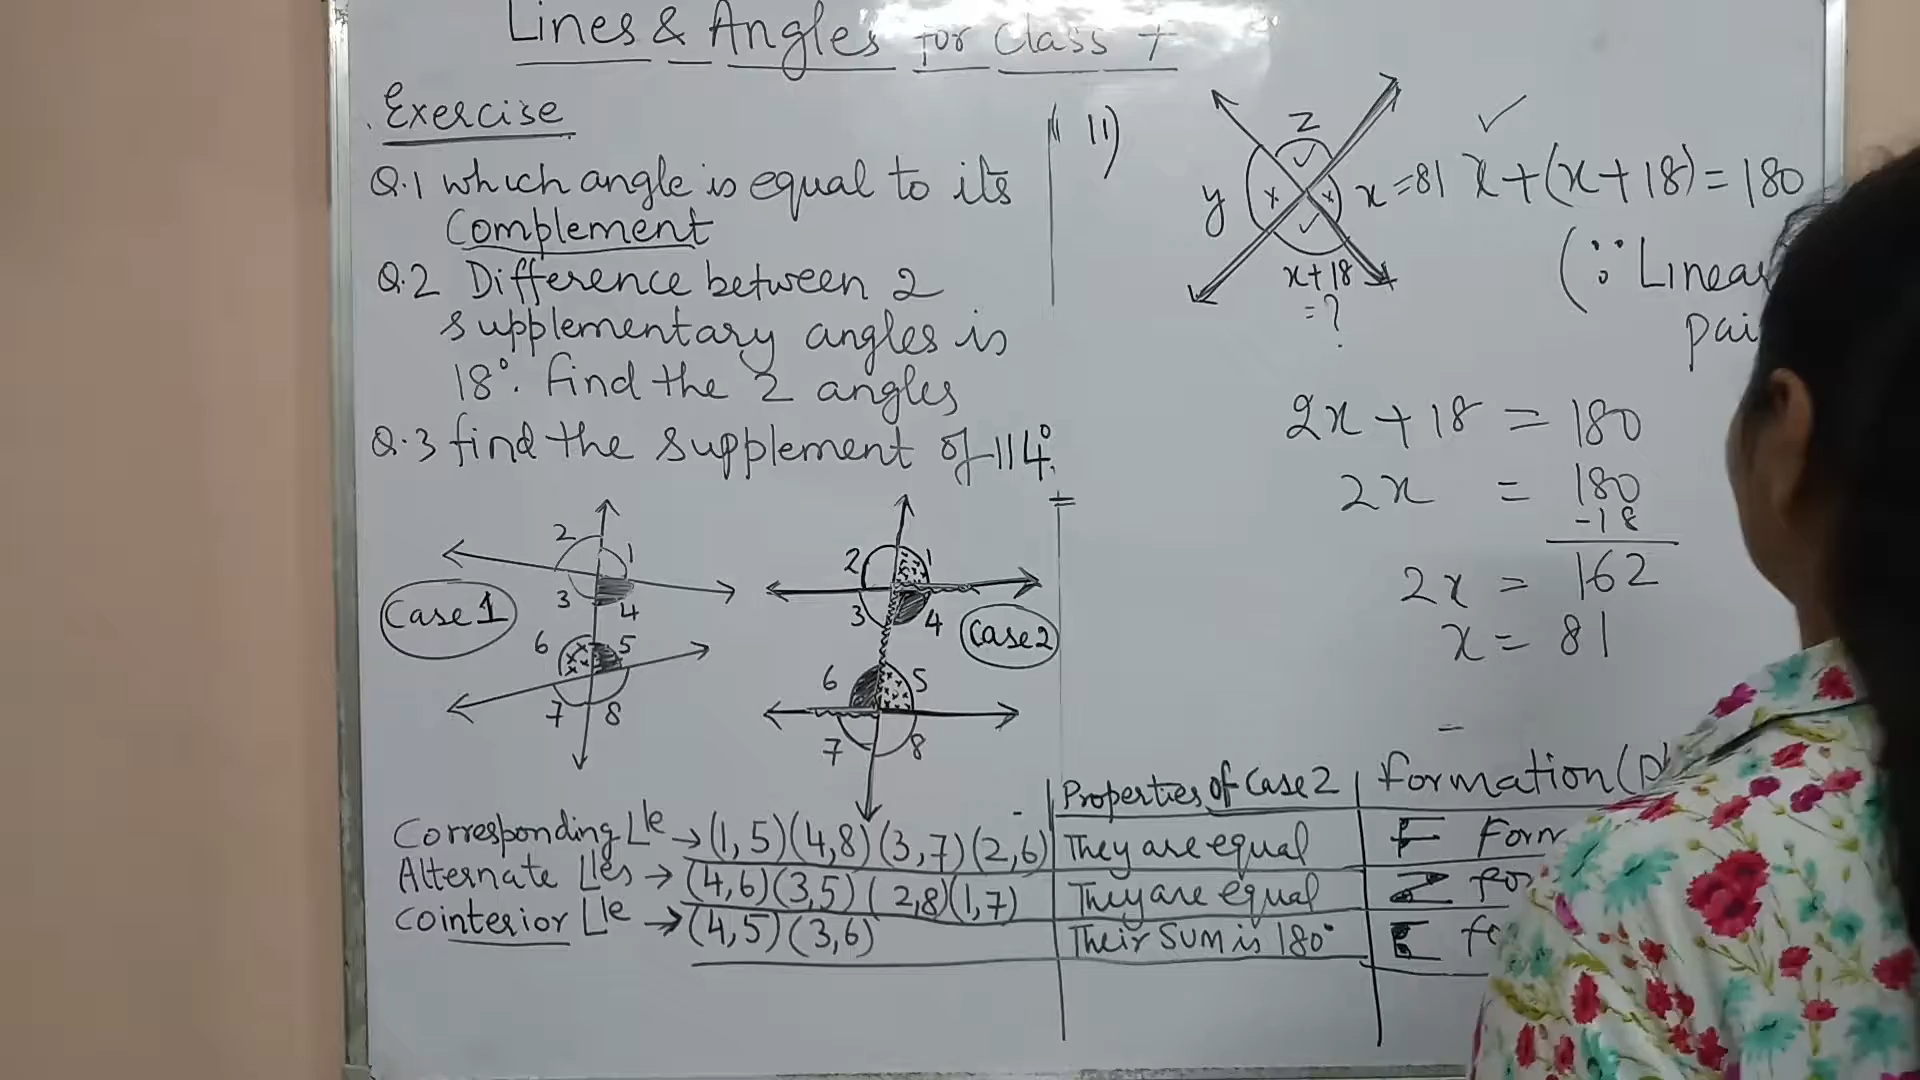 Lines & Angles for Class 7
Exercise
Q.1 which angle is equal to its
Complement
Q.2 Difference between 2
supplementary angles is
18°. find the 2 angles
Q.3 find the supplement of 114°.
Case 1
2
1
3
4
6
5
7
8
Case 2
2
1
3
4
6
5
7
8
11)
z
y
x
x
x = 81
x+18
= ?
x + (x + 18) = 180
(∵ Linear
pai
2x + 18 = 180
2x = 180
-18
2x = 162
x = 81
Properties of Case 2
formation
Corresponding Lle → (1, 5) (4, 8) (3, 7) (2, 6) They are equal F
Alternate Lles → (4, 6) (3, 5) (2, 8) (1, 7) They are equal Z
Cointerior Lle → (4, 5) (3, 6) Their sum is 180° C